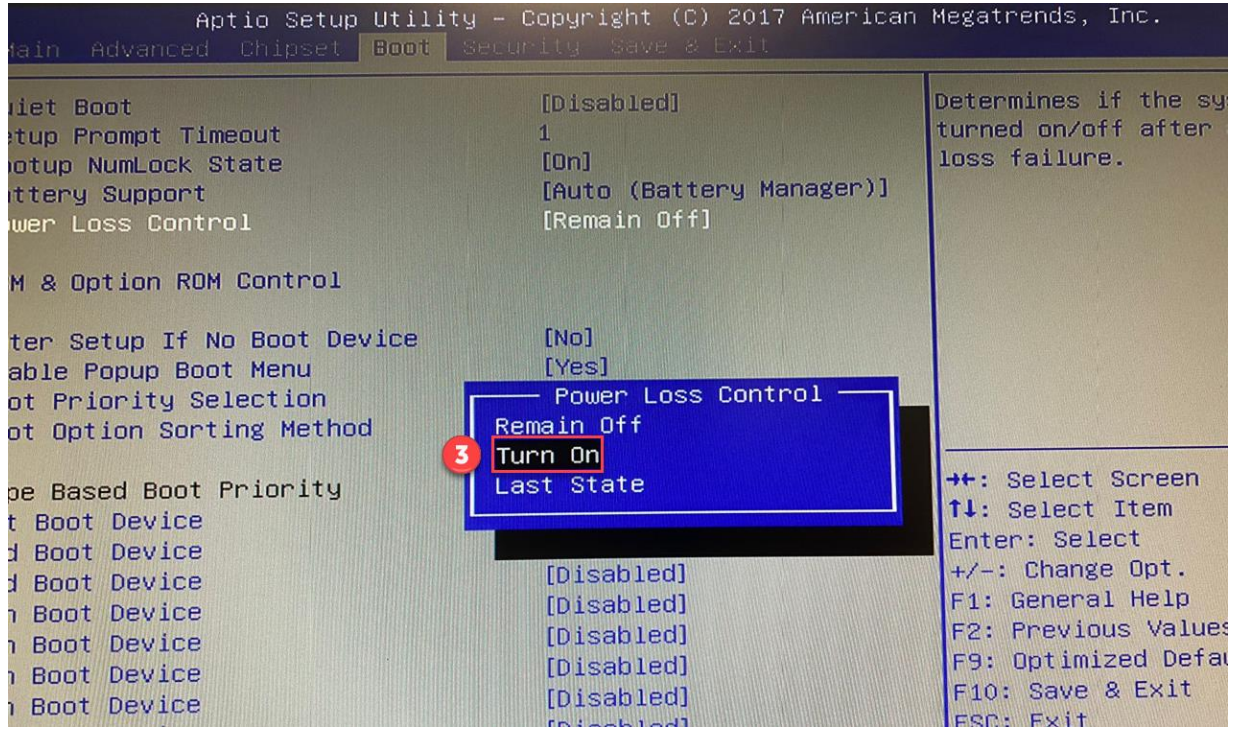 Aptio Setup Utility – Copyright (C) 2017 American Megatrends, Inc.
Main Advanced Chipset Boot Security Save & Exit
uiet Boot [Disabled]
etup Prompt Timeout 1
ootup NumLock State [On]
attery Support [Auto (Battery Manager)]
ower Loss Control [Remain Off]
M & Option ROM Control
ter Setup If No Boot Device [No]
able Popup Boot Menu [Yes]
ot Priority Selection
ot Option Sorting Method
pe Based Boot Priority
t Boot Device
d Boot Device
d Boot Device [Disabled]
h Boot Device [Disabled]
h Boot Device [Disabled]
h Boot Device [Disabled]
h Boot Device [Disabled]
[Disabled]
Power Loss Control
Remain Off
3 Turn On
Last State
Determines if the sy
turned on/off after
loss failure.
→←: Select Screen
↑↓: Select Item
Enter: Select
+/-: Change Opt.
F1: General Help
F2: Previous Values
F9: Optimized Defau
F10: Save & Exit
ESC: Exit